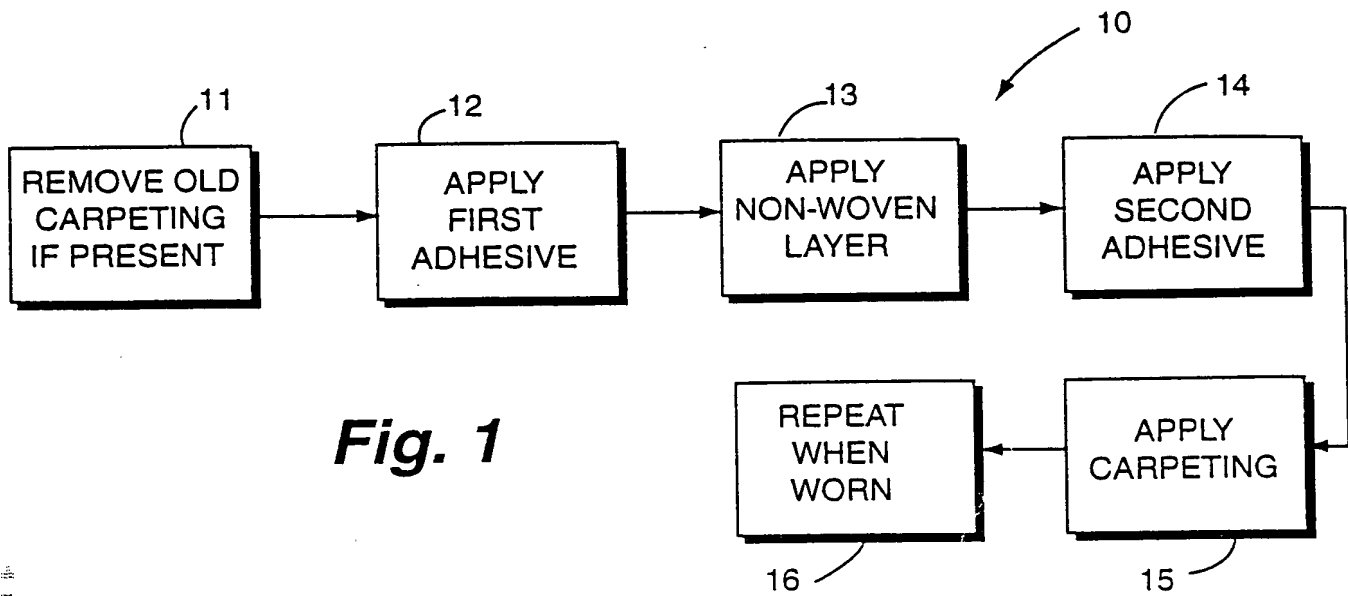 10
11
12
13
14
REMOVE OLD
CARPETING
IF PRESENT
APPLY
FIRST
ADHESIVE
APPLY
NON-WOVEN
LAYER
APPLY
SECOND
ADHESIVE
Fig. 1
REPEAT
WHEN
WORN
APPLY
CARPETING
16
15